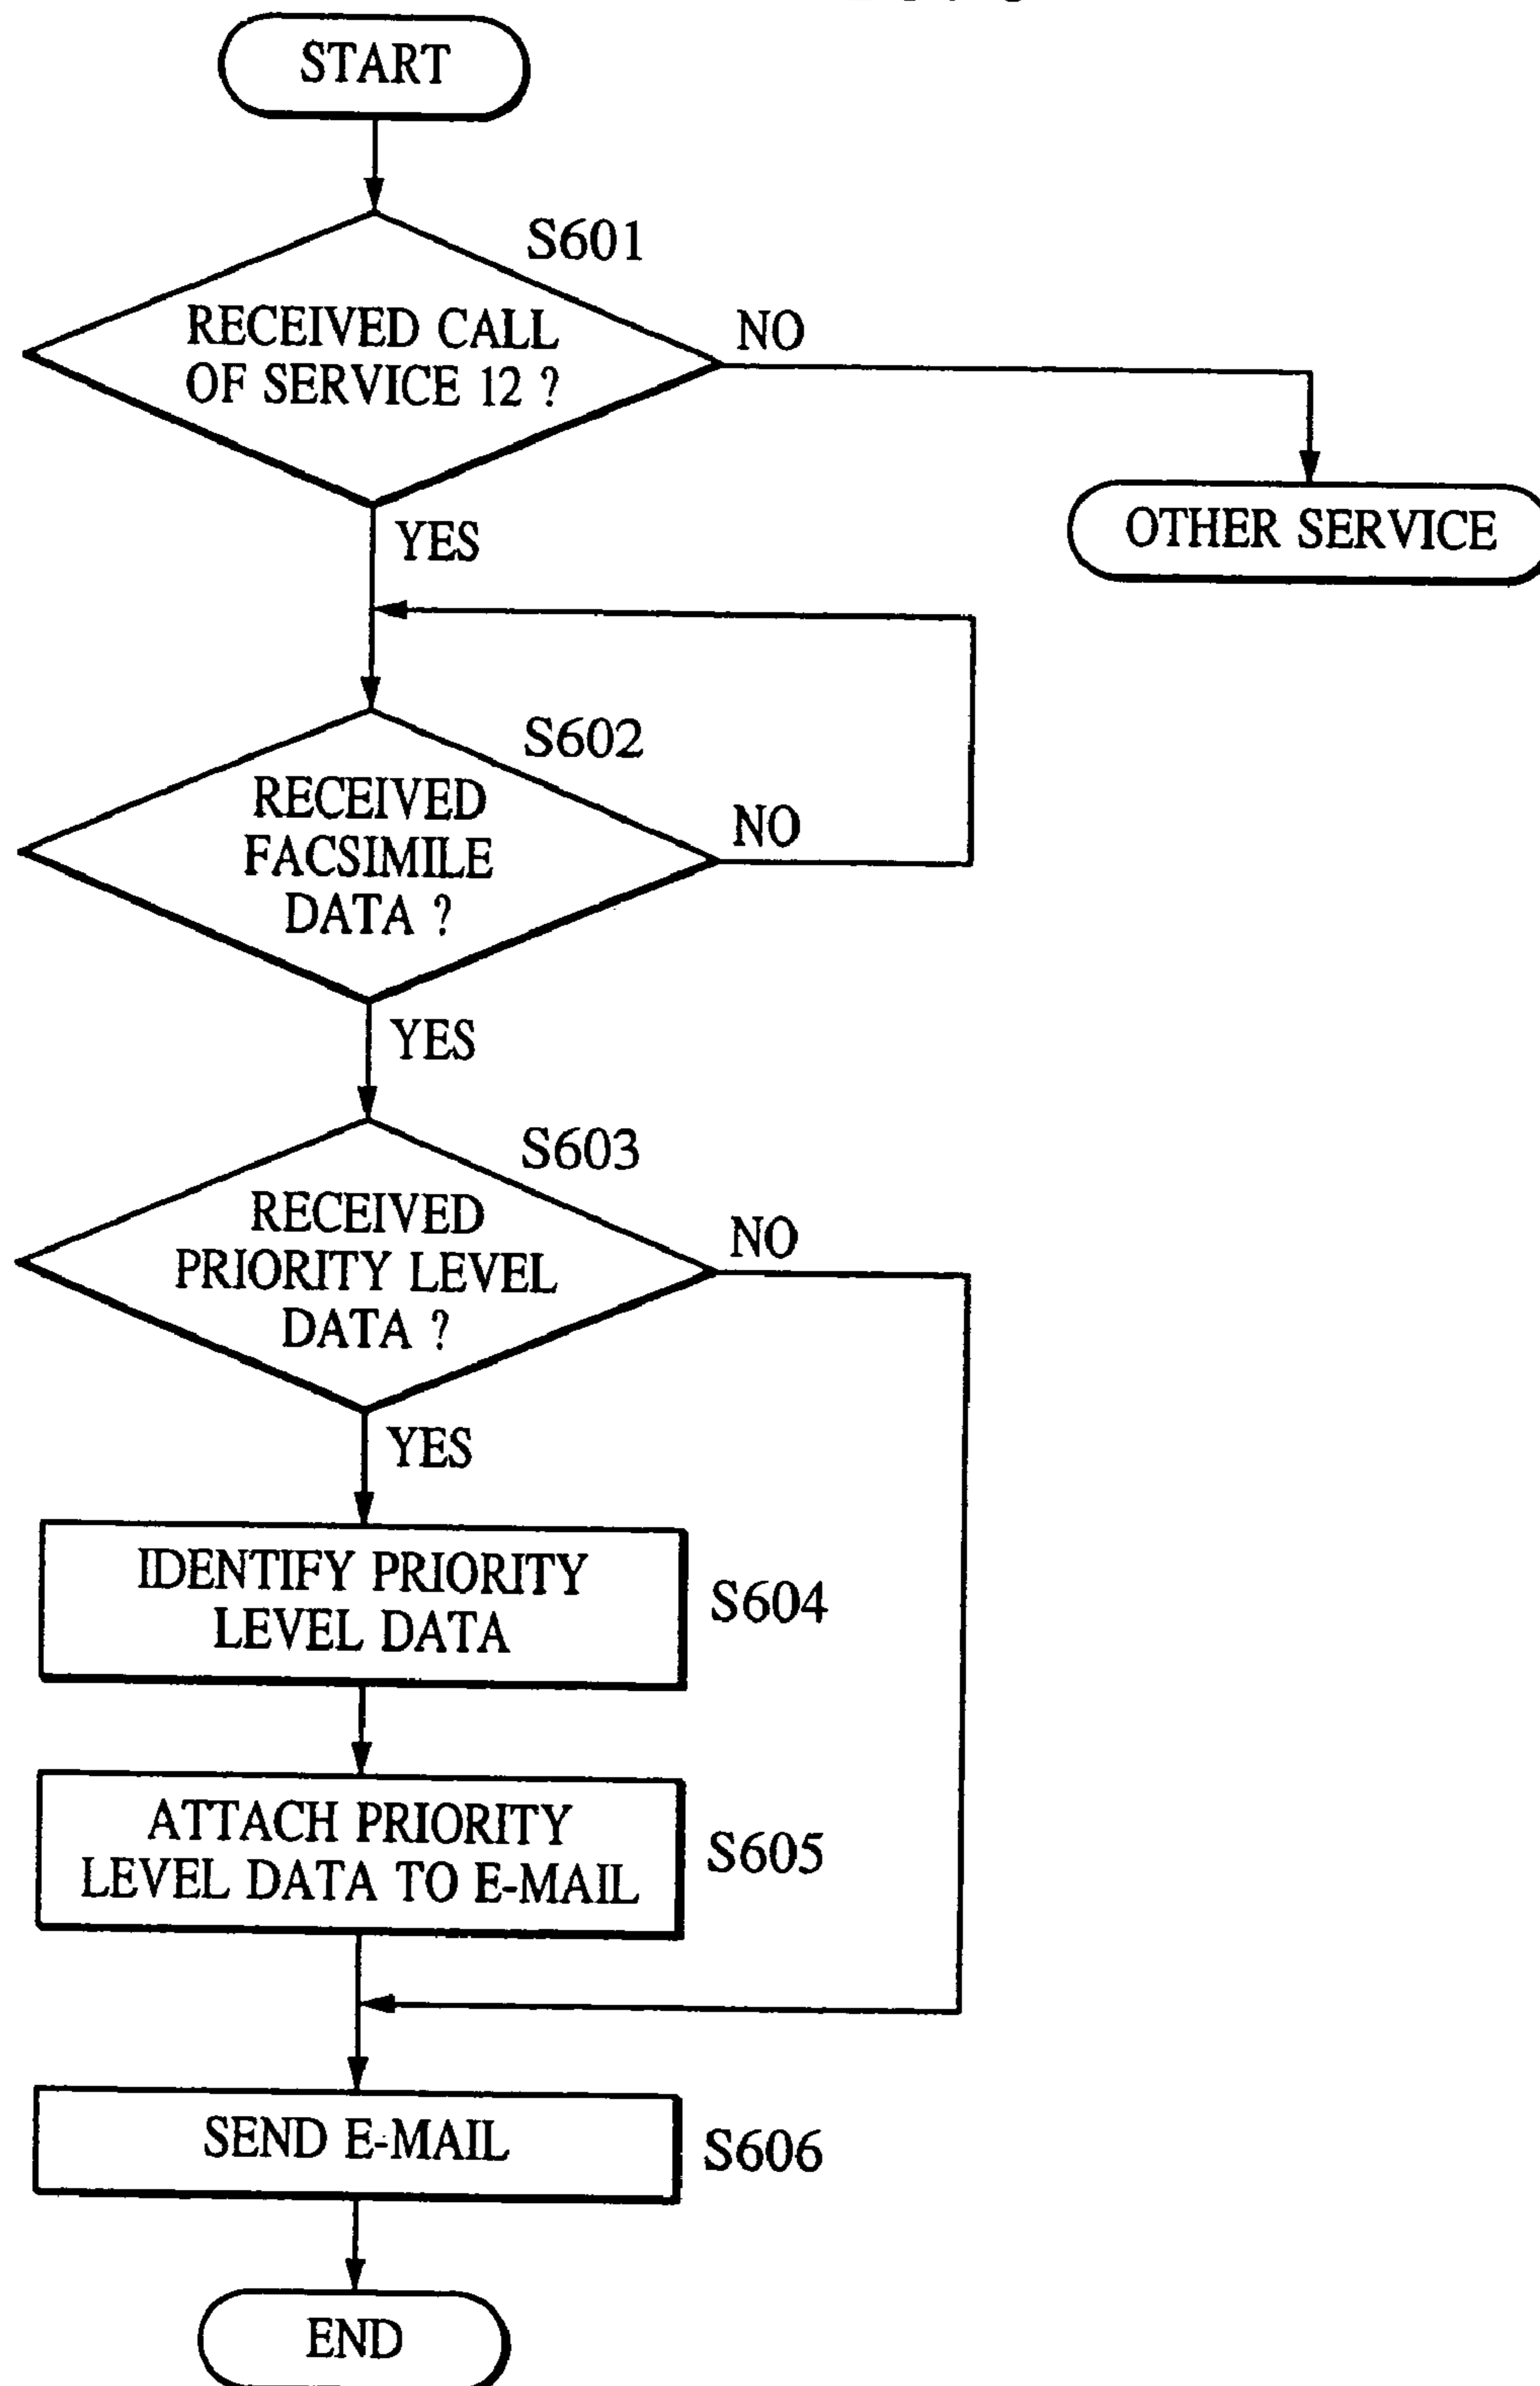 START
S601
RECEIVED CALL
OF SERVICE 12 ?
NO
OTHER SERVICE
YES
S602
RECEIVED
FACSIMILE
DATA ?
NO
YES
S603
RECEIVED
PRIORITY LEVEL
DATA ?
NO
YES
IDENTIFY PRIORITY
LEVEL DATA
S604
ATTACH PRIORITY
LEVEL DATA TO E-MAIL
S605
SEND E-MAIL
S606
END